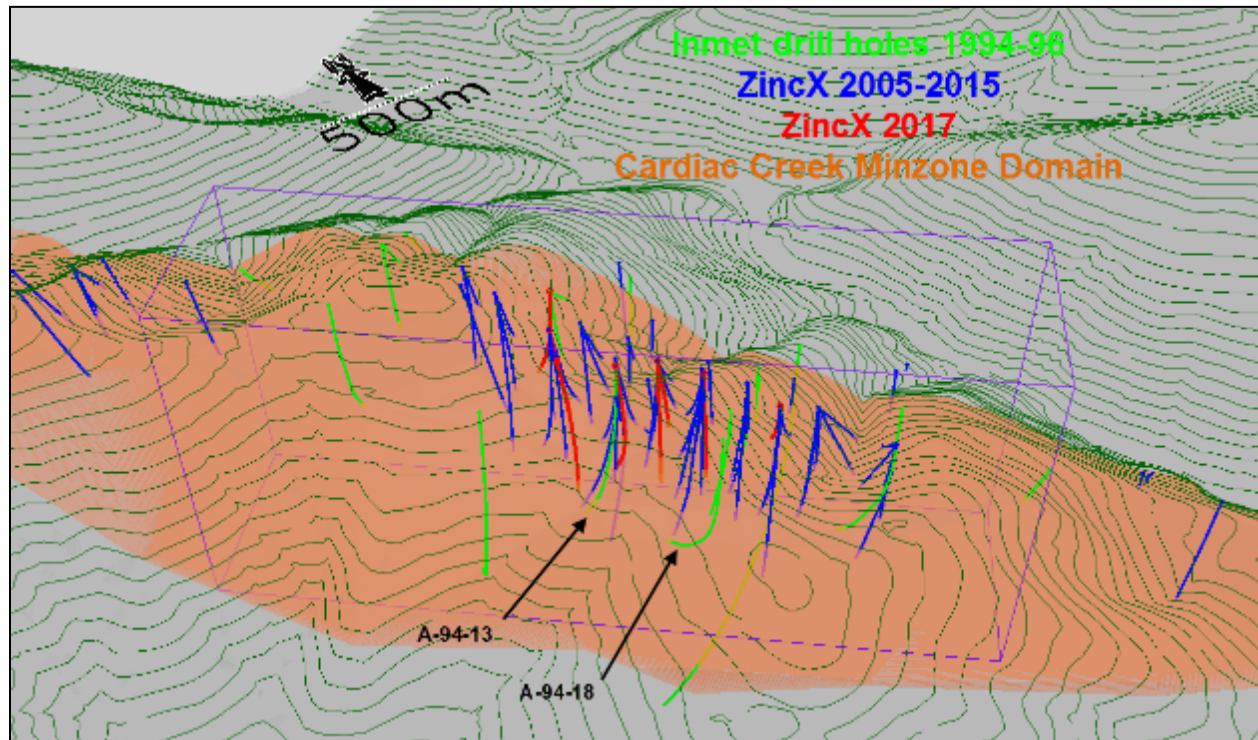 Inmet drill holes 1994-96
ZincX 2005-2015
500m
ZincX 2017
Cardiac Creek Minzone Domain
A-94-13
A-94-18